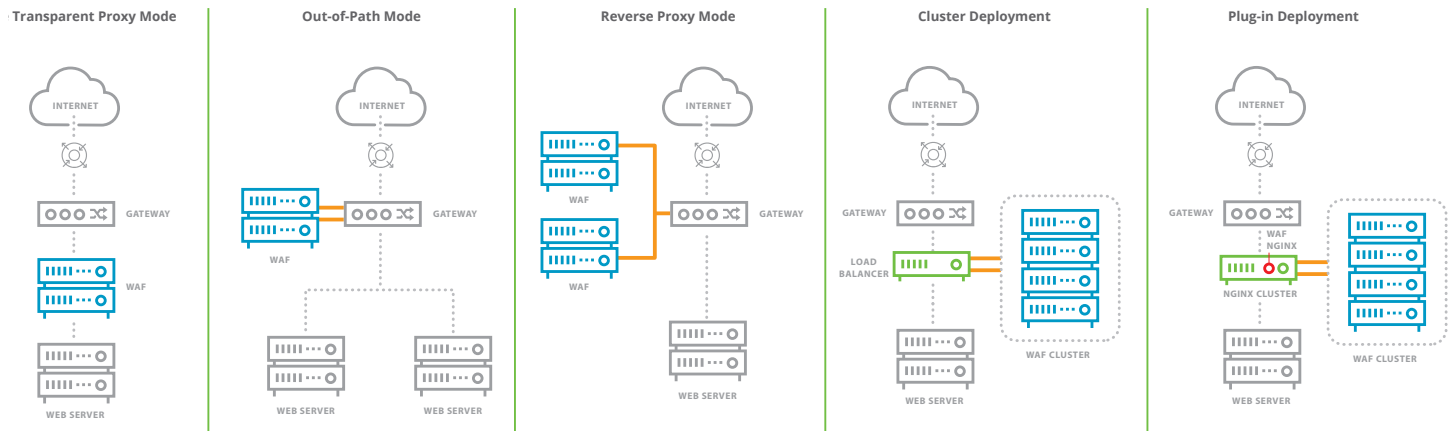 Transparent Proxy Mode
INTERNET
GATEWAY
WAF
WEB SERVER
Out-of-Path Mode
INTERNET
GATEWAY
WAF
WEB SERVER
WEB SERVER
Reverse Proxy Mode
INTERNET
WAF
GATEWAY
WAF
WEB SERVER
Cluster Deployment
INTERNET
GATEWAY
LOAD
BALANCER
WAF CLUSTER
WEB SERVER
Plug-in Deployment
INTERNET
GATEWAY
WAF
NGINX
NGINX CLUSTER
WAF CLUSTER
WEB SERVER